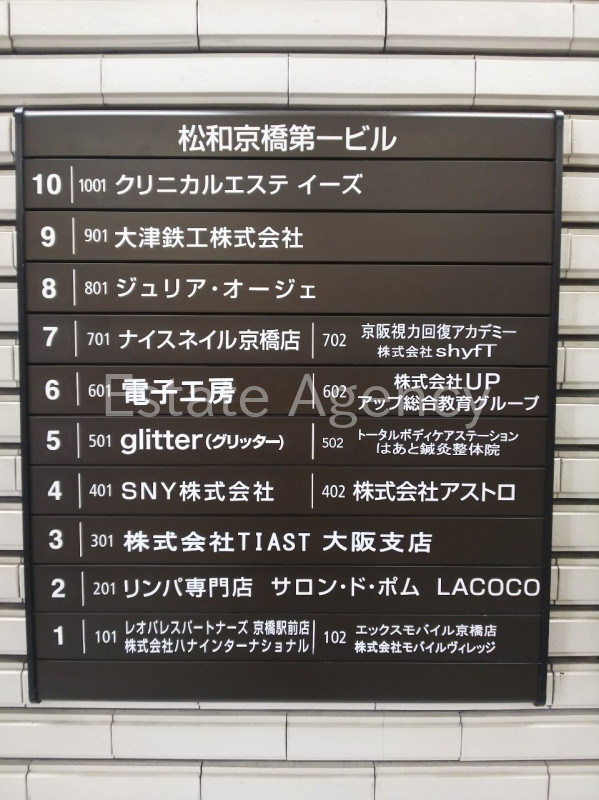 松和京橋第一ビル
10 1001 クリニカルエステ イーズ
9 901 大津鉄工株式会社
8 801 ジュリア・オージェ
7 701 ナイスネイル京橋店 702 京阪視力回復アカデミー
株式会社shyfT
6 601 電子工房 602 株式会社UP
アップ総合教育グループ
Estate Agency
5 501 glitter(グリッター) 502 トータルボディケアステーション
はあと鍼灸整体院
4 401 SNY株式会社 402 株式会社アストロ
3 301 株式会社TIAST 大阪支店
2 201 リンパ専門店 サロン・ド・ポム LACOCO
1 101 レオパレスパートナーズ 京橋駅前店 102 エックスモバイル京橋店
株式会社ハナインターナショナル 株式会社モバイルヴィレッジ